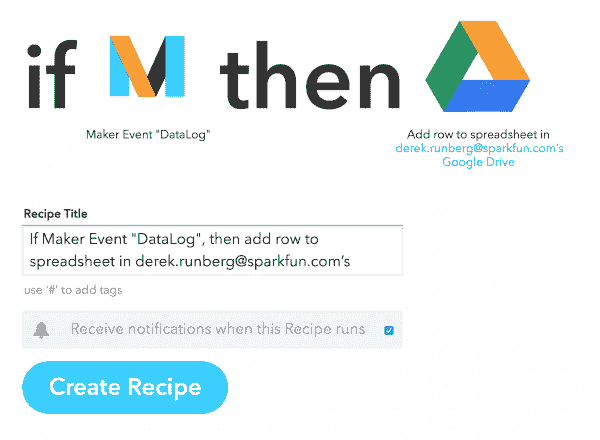 if M then
Maker Event "DataLog"
Add row to spreadsheet in
derek.runberg@sparkfun.com's
Google Drive
Recipe Title
If Maker Event "DataLog", then add row to
spreadsheet in derek.runberg@sparkfun.com's
use '#' to add tags
Receive notifications when this Recipe runs
Create Recipe